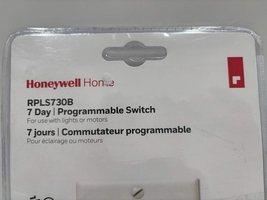 Honeywell Home
RPLS730B
7 Day | Programmable Switch
For use with lights or motors
7 jours | Commutateur programmable
Pour éclairage ou moteurs